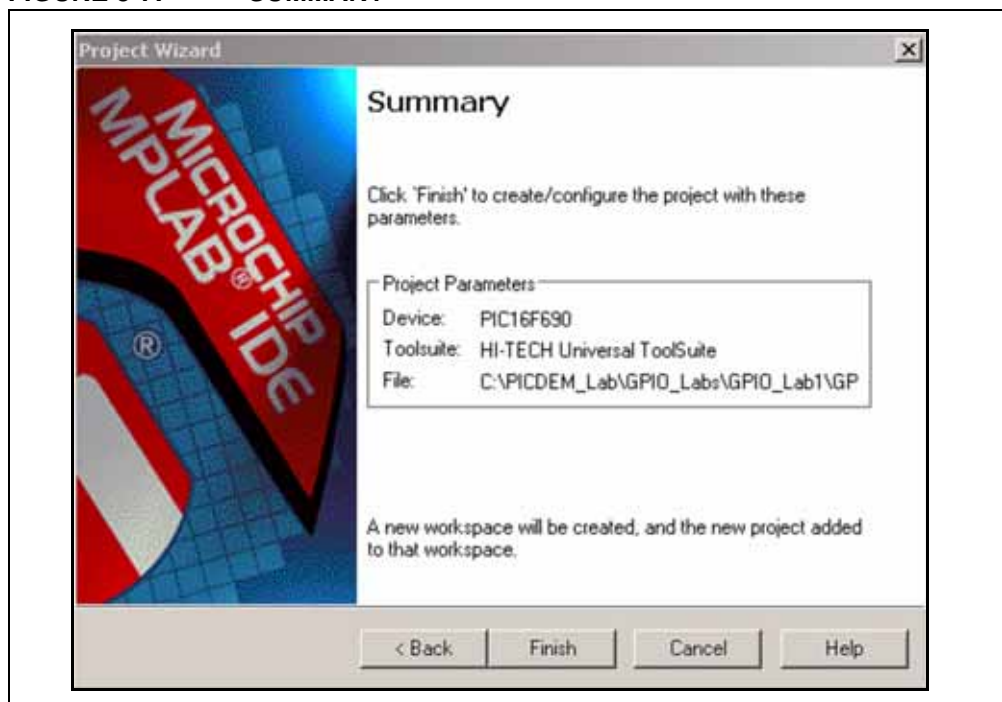 Project Wizard
MICROCHIP
MPLAB® IDE
®
Summary
Click 'Finish' to create/configure the project with these
parameters.
Project Parameters
Device: PIC16F690
Toolsuite: HI-TECH Universal ToolSuite
File: C:\PICDEM_Lab\GPIO_Labs\GPIO_Lab1\GP
A new workspace will be created, and the new project added
to that workspace.
< Back Finish Cancel Help